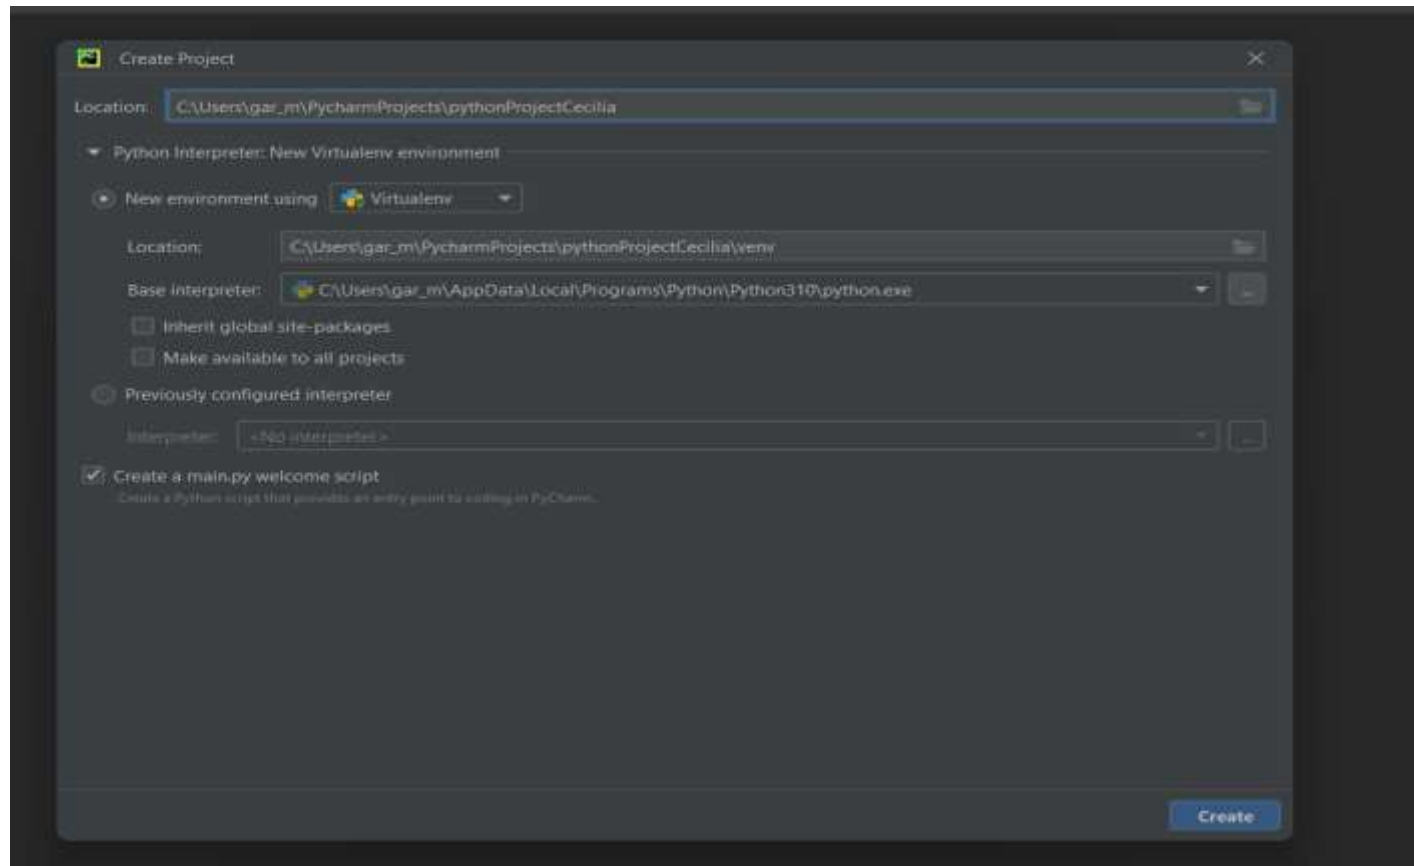 Create Project
Location: C:\Users\gar_m\PycharmProjects\pythonProjectCecilia
Python Interpreter: New Virtualenv environment
New environment using Virtualenv
Location: C:\Users\gar_m\PycharmProjects\pythonProjectCecilia\venv
Base interpreter: C:\Users\gar_m\AppData\Local\Programs\Python\Python310\python.exe
Inherit global site-packages
Make available to all projects
Previously configured interpreter
Interpreter: <No interpreter>
Create a main.py welcome script
Create a Python script that provides an entry point to coding in PyCharm.
Create